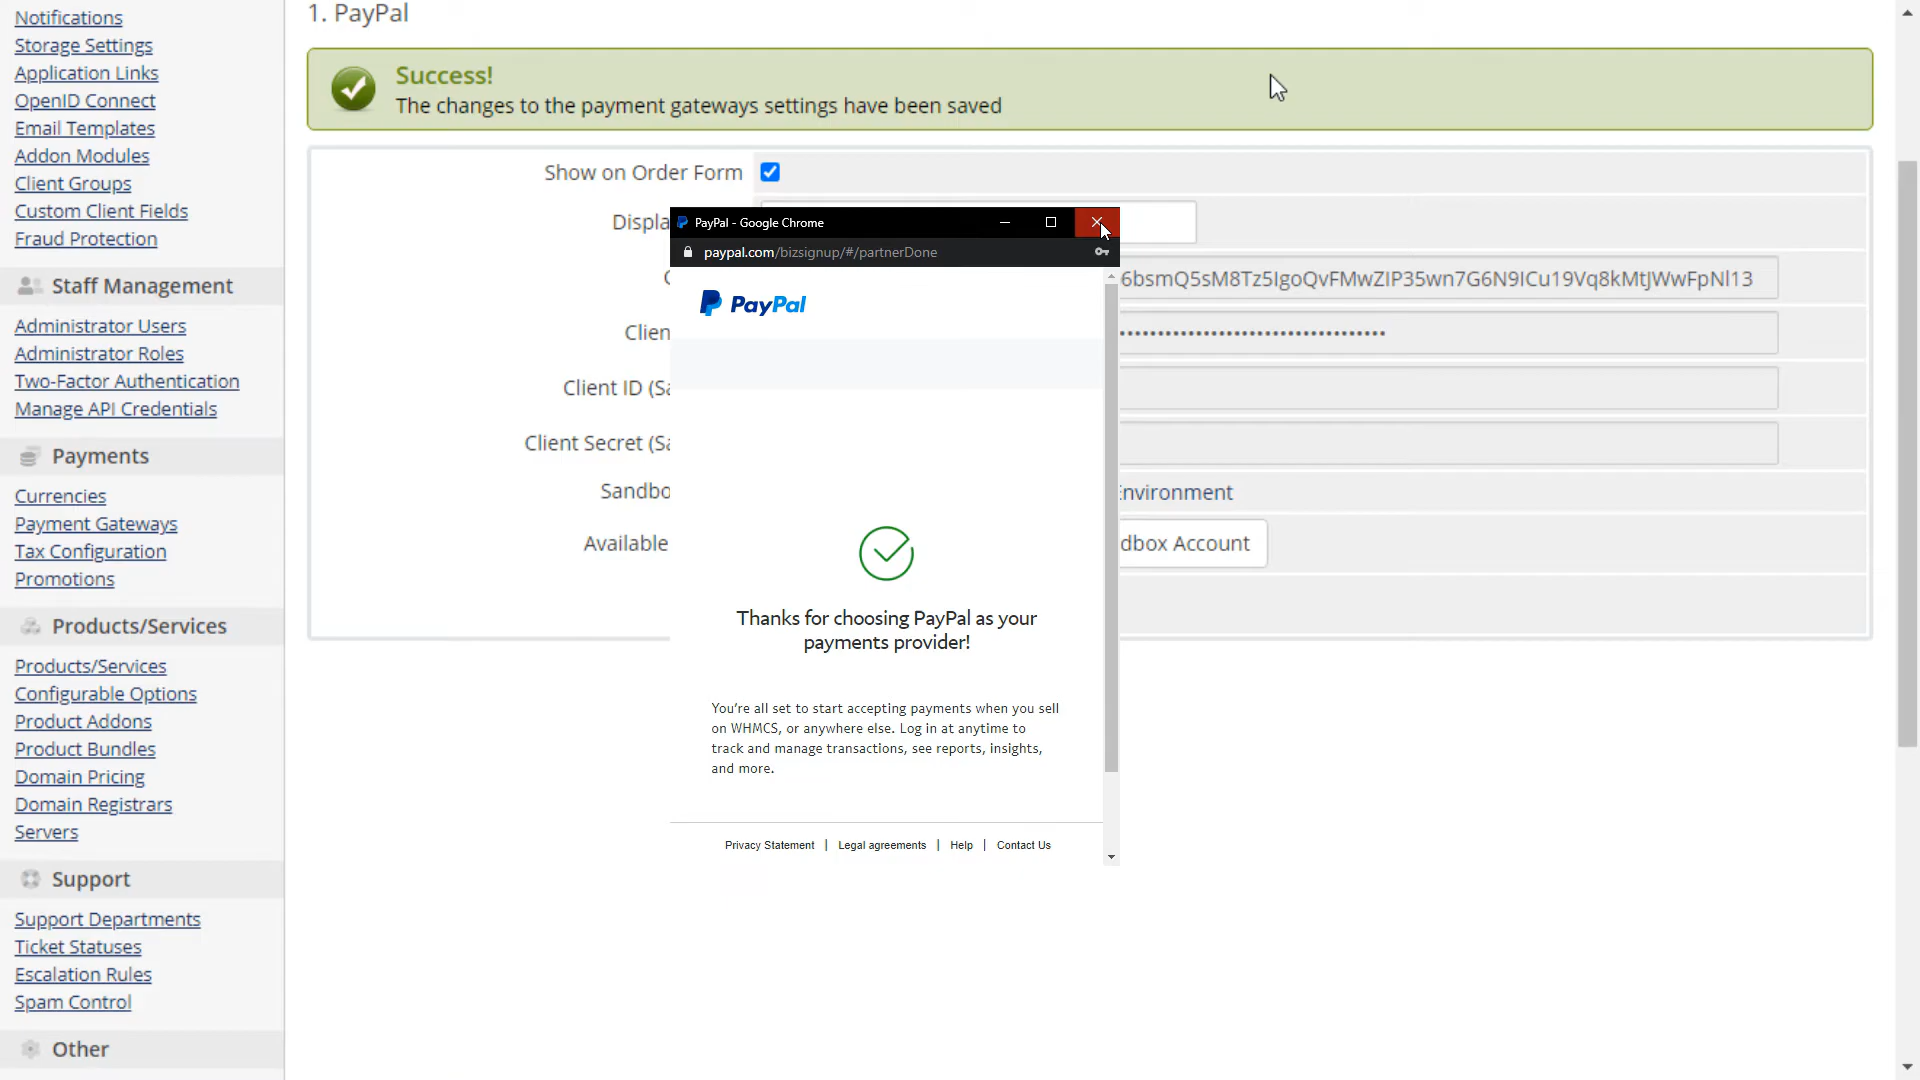 Notifications
Storage Settings
Application Links
OpenID Connect
Email Templates
Addon Modules
Client Groups
Custom Client Fields
Fraud Protection
Staff Management
Administrator Users
Administrator Roles
Two-Factor Authentication
Manage API Credentials
Payments
Currencies
Payment Gateways
Tax Configuration
Promotions
Products/Services
Products/Services
Configurable Options
Product Addons
Product Bundles
Domain Pricing
Domain Registrars
Servers
Support
Support Departments
Ticket Statuses
Escalation Rules
Spam Control
Other
1. PayPal
Success!
The changes to the payment gateways settings have been saved
Show on Order Form
Displa
C
6bsmQ5sM8Tz5IgoQvFMwZIP35wn7G6N9ICu19Vq8kMtJWwFpNl13
Clien
Client ID (Sa
Client Secret (Sa
Sandbo
Environment
Available
dbox Account
PayPal - Google Chrome
paypal.com/bizsignup/#/partnerDone
PayPal
Thanks for choosing PayPal as your
payments provider!
You're all set to start accepting payments when you sell
on WHMCS, or anywhere else. Log in at anytime to
track and manage transactions, see reports, insights,
and more.
Privacy Statement | Legal agreements | Help | Contact Us